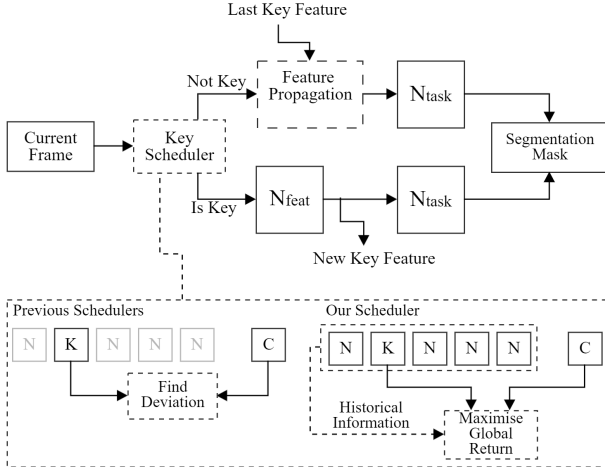 Last Key Feature
Not Key
Feature
Propagation
Ntask
Current
Frame
Key
Scheduler
Segmentation
Mask
Is Key
Nfeat
Ntask
New Key Feature
Previous Schedulers
N K N N N C
Find
Deviation
Our Scheduler
N K N N N C
Historical
Information
Maximise
Global
Return